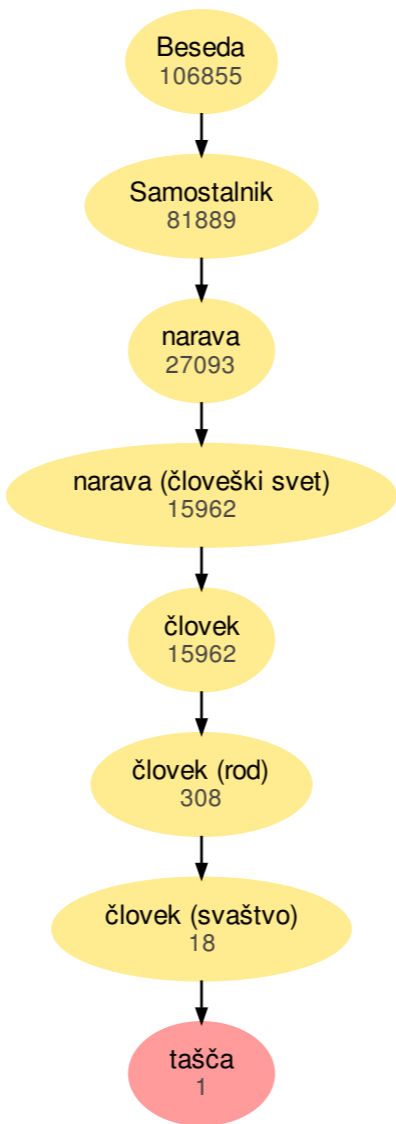 Beseda
106855
Samostalnik
81889
narava
27093
narava (človeški svet)
15962
človek
15962
človek (rod)
308
človek (svaštvo)
18
tašča
1